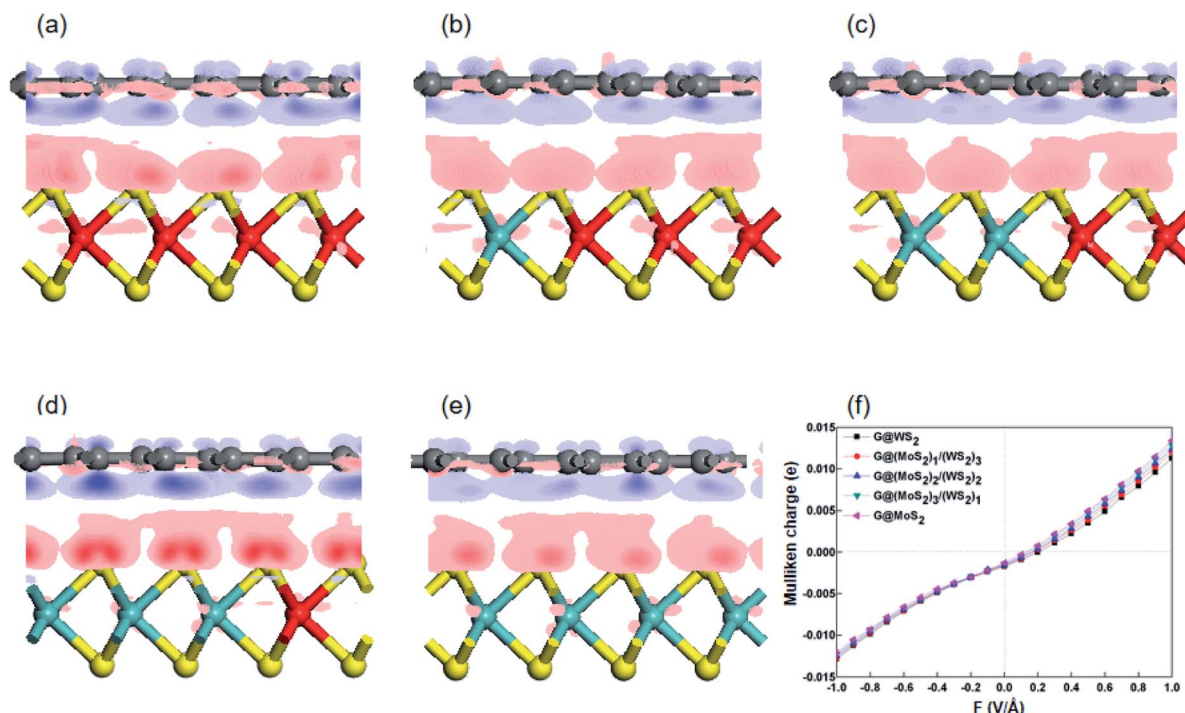 (a)
(b)
(c)
(d)
(e)
(f)
0.015
0.010
0.005
0.000
-0.005
-0.010
-0.015
Mulliken charge (e)
G@WS2
G@(MoS2)1/(WS2)3
G@(MoS2)2/(WS2)2
G@(MoS2)3/(WS2)1
G@MoS2
-1.0 -0.8 -0.6 -0.4 -0.2 0.0 0.2 0.4 0.6 0.8 1.0
F (V/Å)